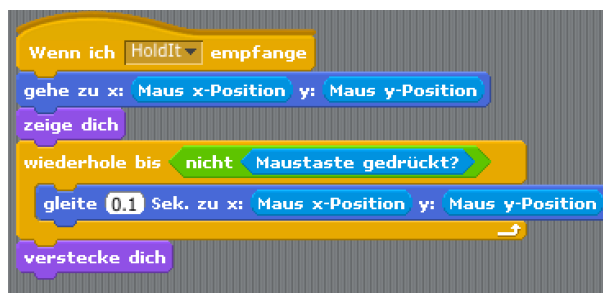 Wenn ich HoldIt empfange
gehe zu x: Maus x-Position y: Maus y-Position
zeige dich
wiederhole bis nicht Maustaste gedrückt?
gleite 0.1 Sek. zu x: Maus x-Position y: Maus y-Position
verstecke dich